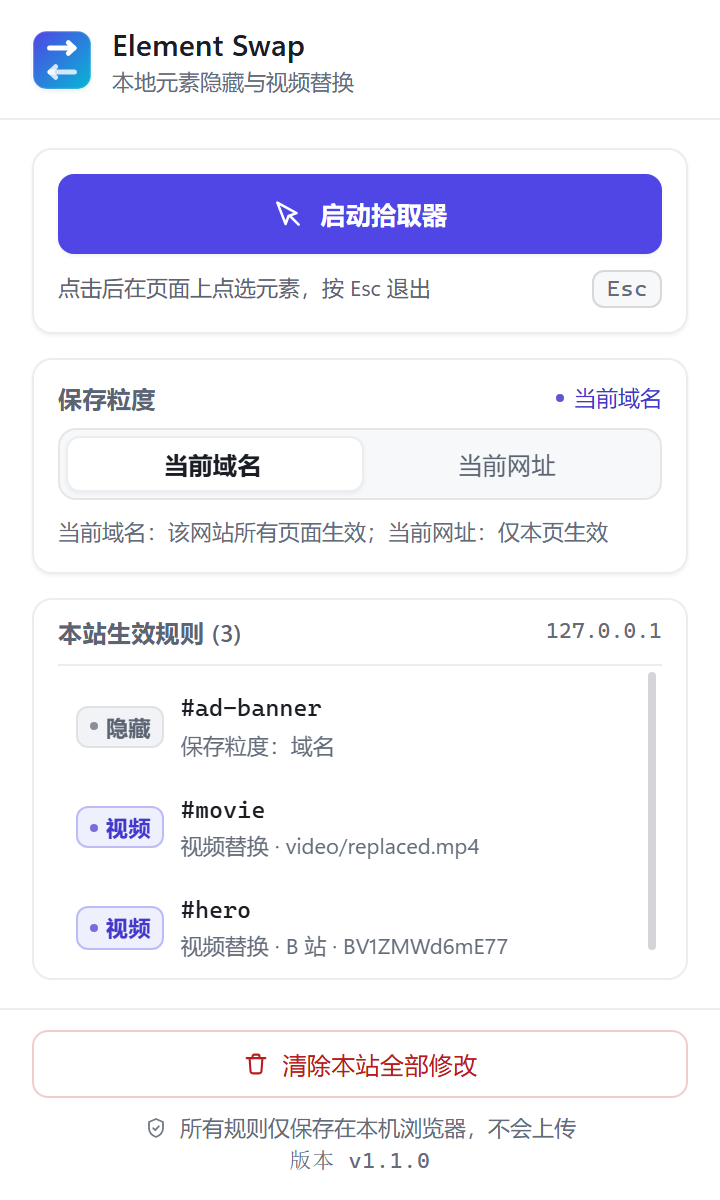 Element Swap
本地元素隐藏与视频替换
启动拾取器
点击后在页面上点选元素，按 Esc 退出
Esc
保存粒度
当前域名
当前域名
当前网址
当前域名：该网站所有页面生效；当前网址：仅本页生效
本站生效规则 (3)
127.0.0.1
隐藏
#ad-banner
保存粒度：域名
视频
#movie
视频替换 · video/replaced.mp4
视频
#hero
视频替换 · B 站 · BV1ZMWd6mE77
清除本站全部修改
所有规则仅保存在本机浏览器，不会上传
版本 v1.1.0